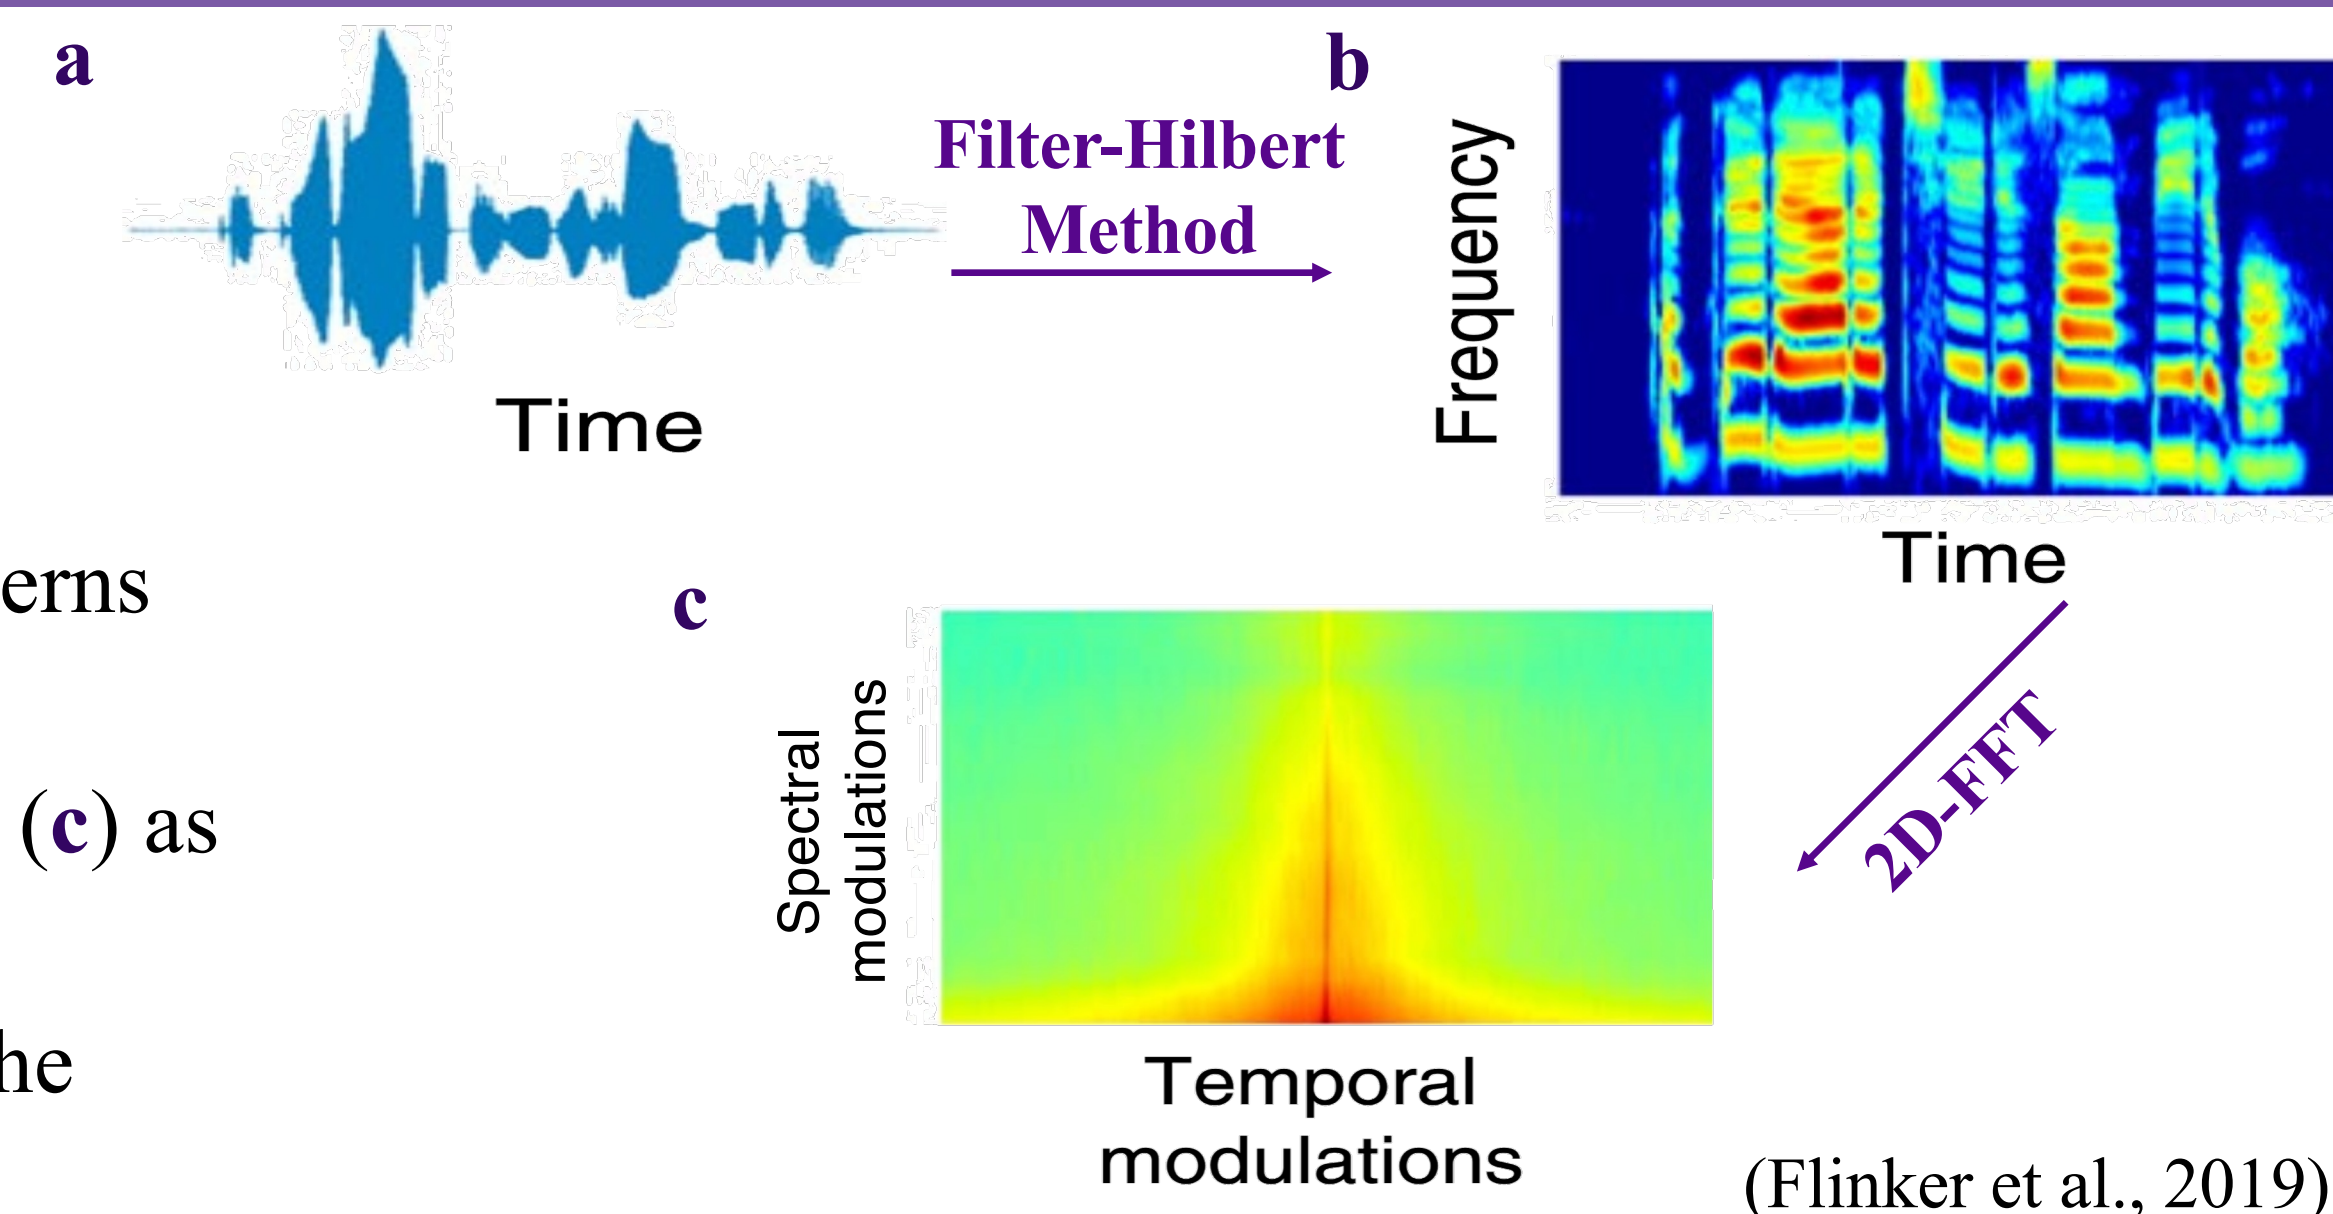 a
b
Filter-Hilbert
Method
Frequency
Time
Time
erns
c
2D-FFT
Spectral
modulations
(c) as
he
Temporal
modulations
(Flinker et al., 2019)